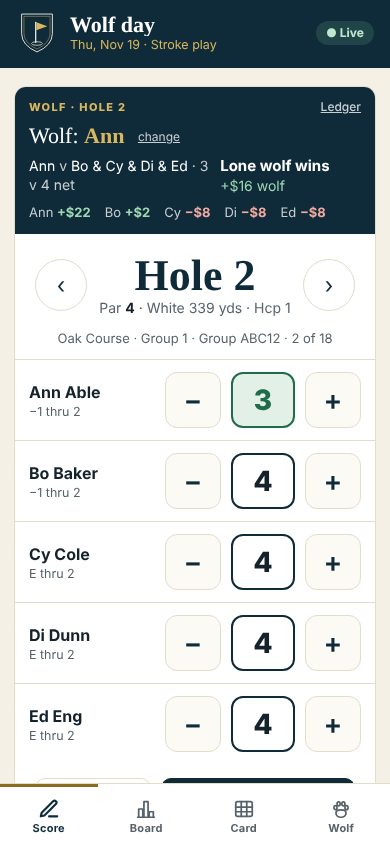 Wolf day
Thu, Nov 19 · Stroke play
Live
WOLF · HOLE 2
Ledger
Wolf: Ann change
Ann v Bo & Cy & Di & Ed · 3 v 4 net
Lone wolf wins
+$16 wolf
Ann +$22 Bo +$2 Cy −$8 Di −$8 Ed −$8
‹
Hole 2
›
Par 4 · White 339 yds · Hcp 1
Oak Course · Group 1 · Group ABC12 · 2 of 18
Ann Able
−1 thru 2
− 3 +
Bo Baker
−1 thru 2
− 4 +
Cy Cole
E thru 2
− 4 +
Di Dunn
E thru 2
− 4 +
Ed Eng
E thru 2
− 4 +
Score Board Card Wolf